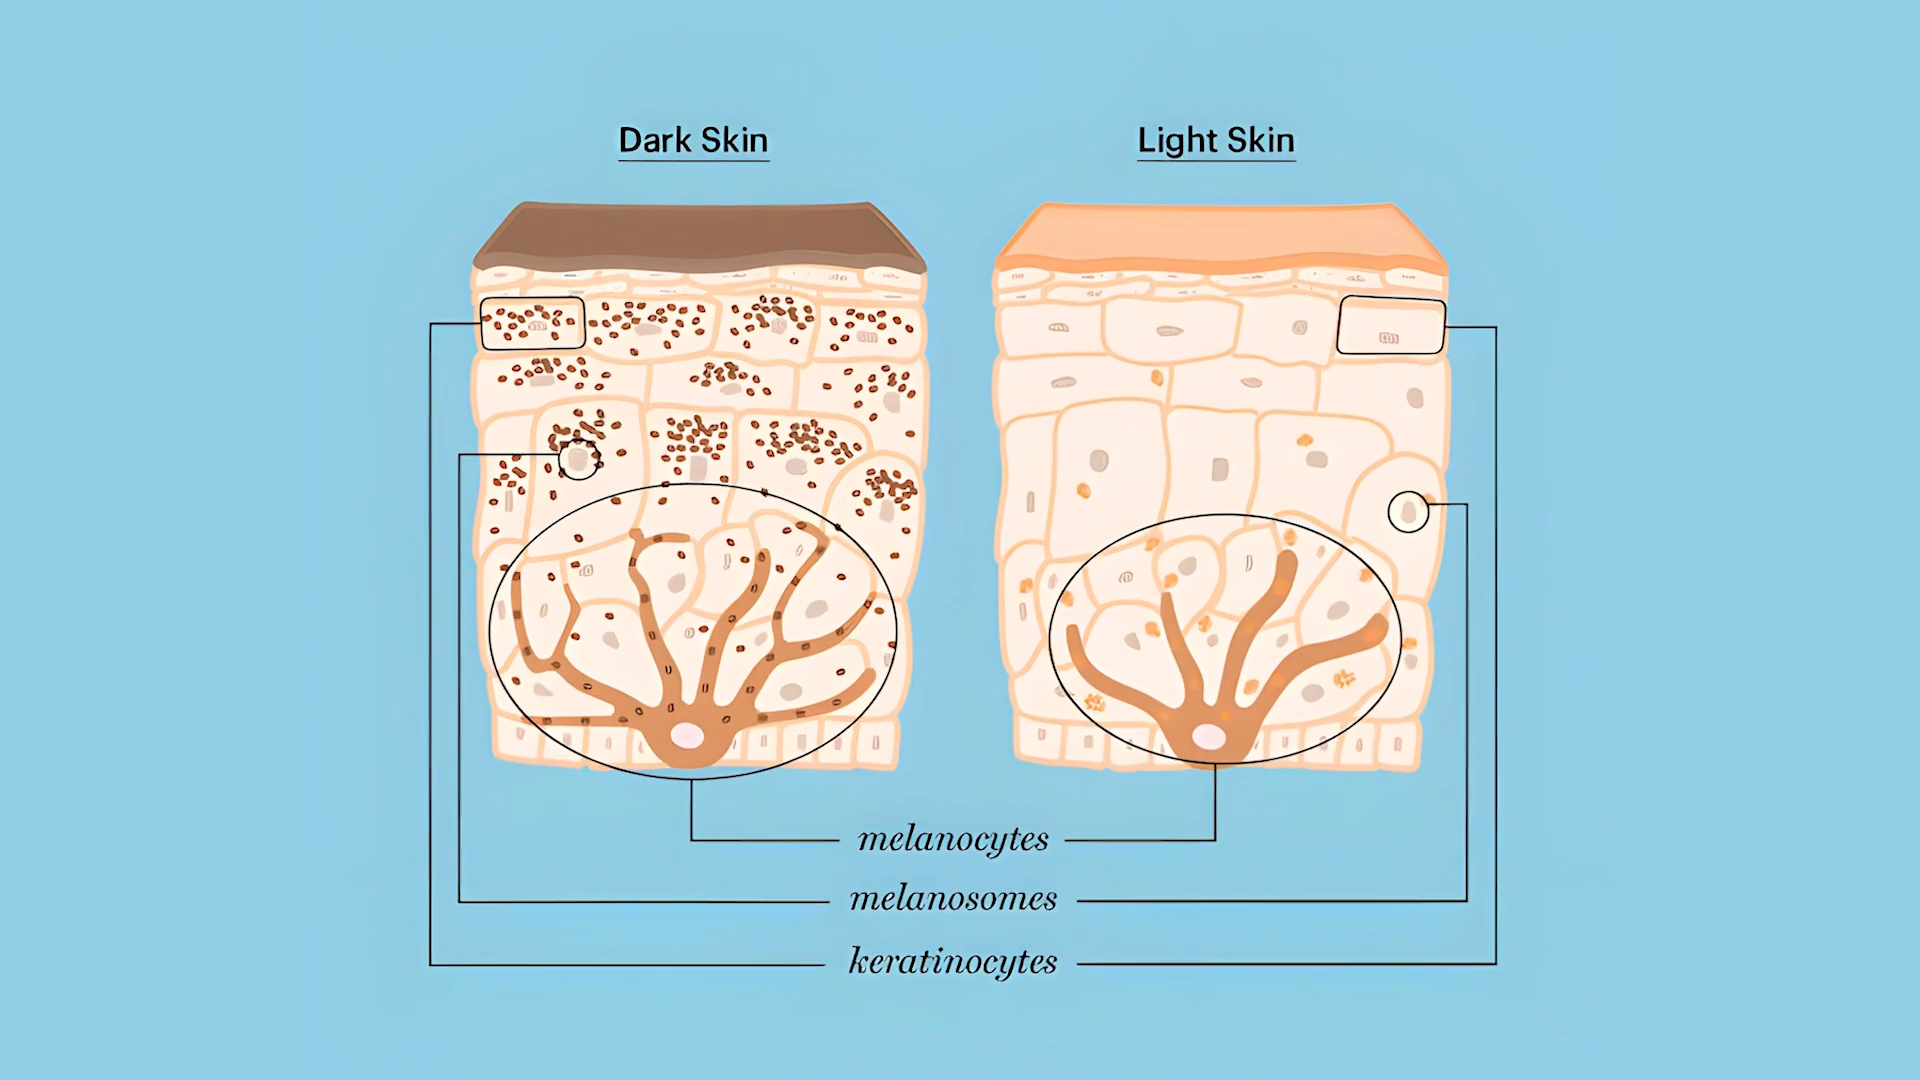 Dark Skin
Light Skin
melanocytes
melanosomes
keratinocytes